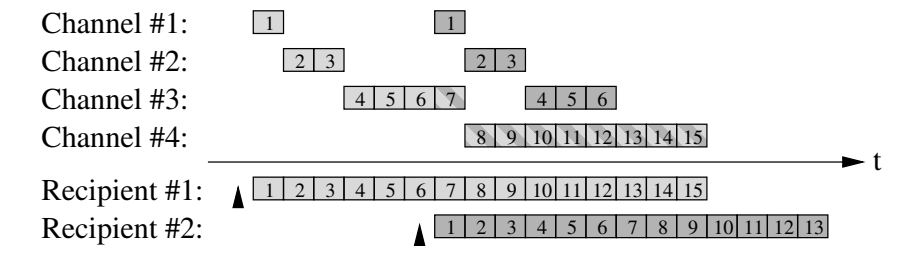 Channel #1: 1 1
Channel #2: 2 3 2 3
Channel #3: 4 5 6 7 4 5 6
Channel #4: 8 9 10 11 12 13 14 15
t
Recipient #1: 1 2 3 4 5 6 7 8 9 10 11 12 13 14 15
Recipient #2: 1 2 3 4 5 6 7 8 9 10 11 12 13